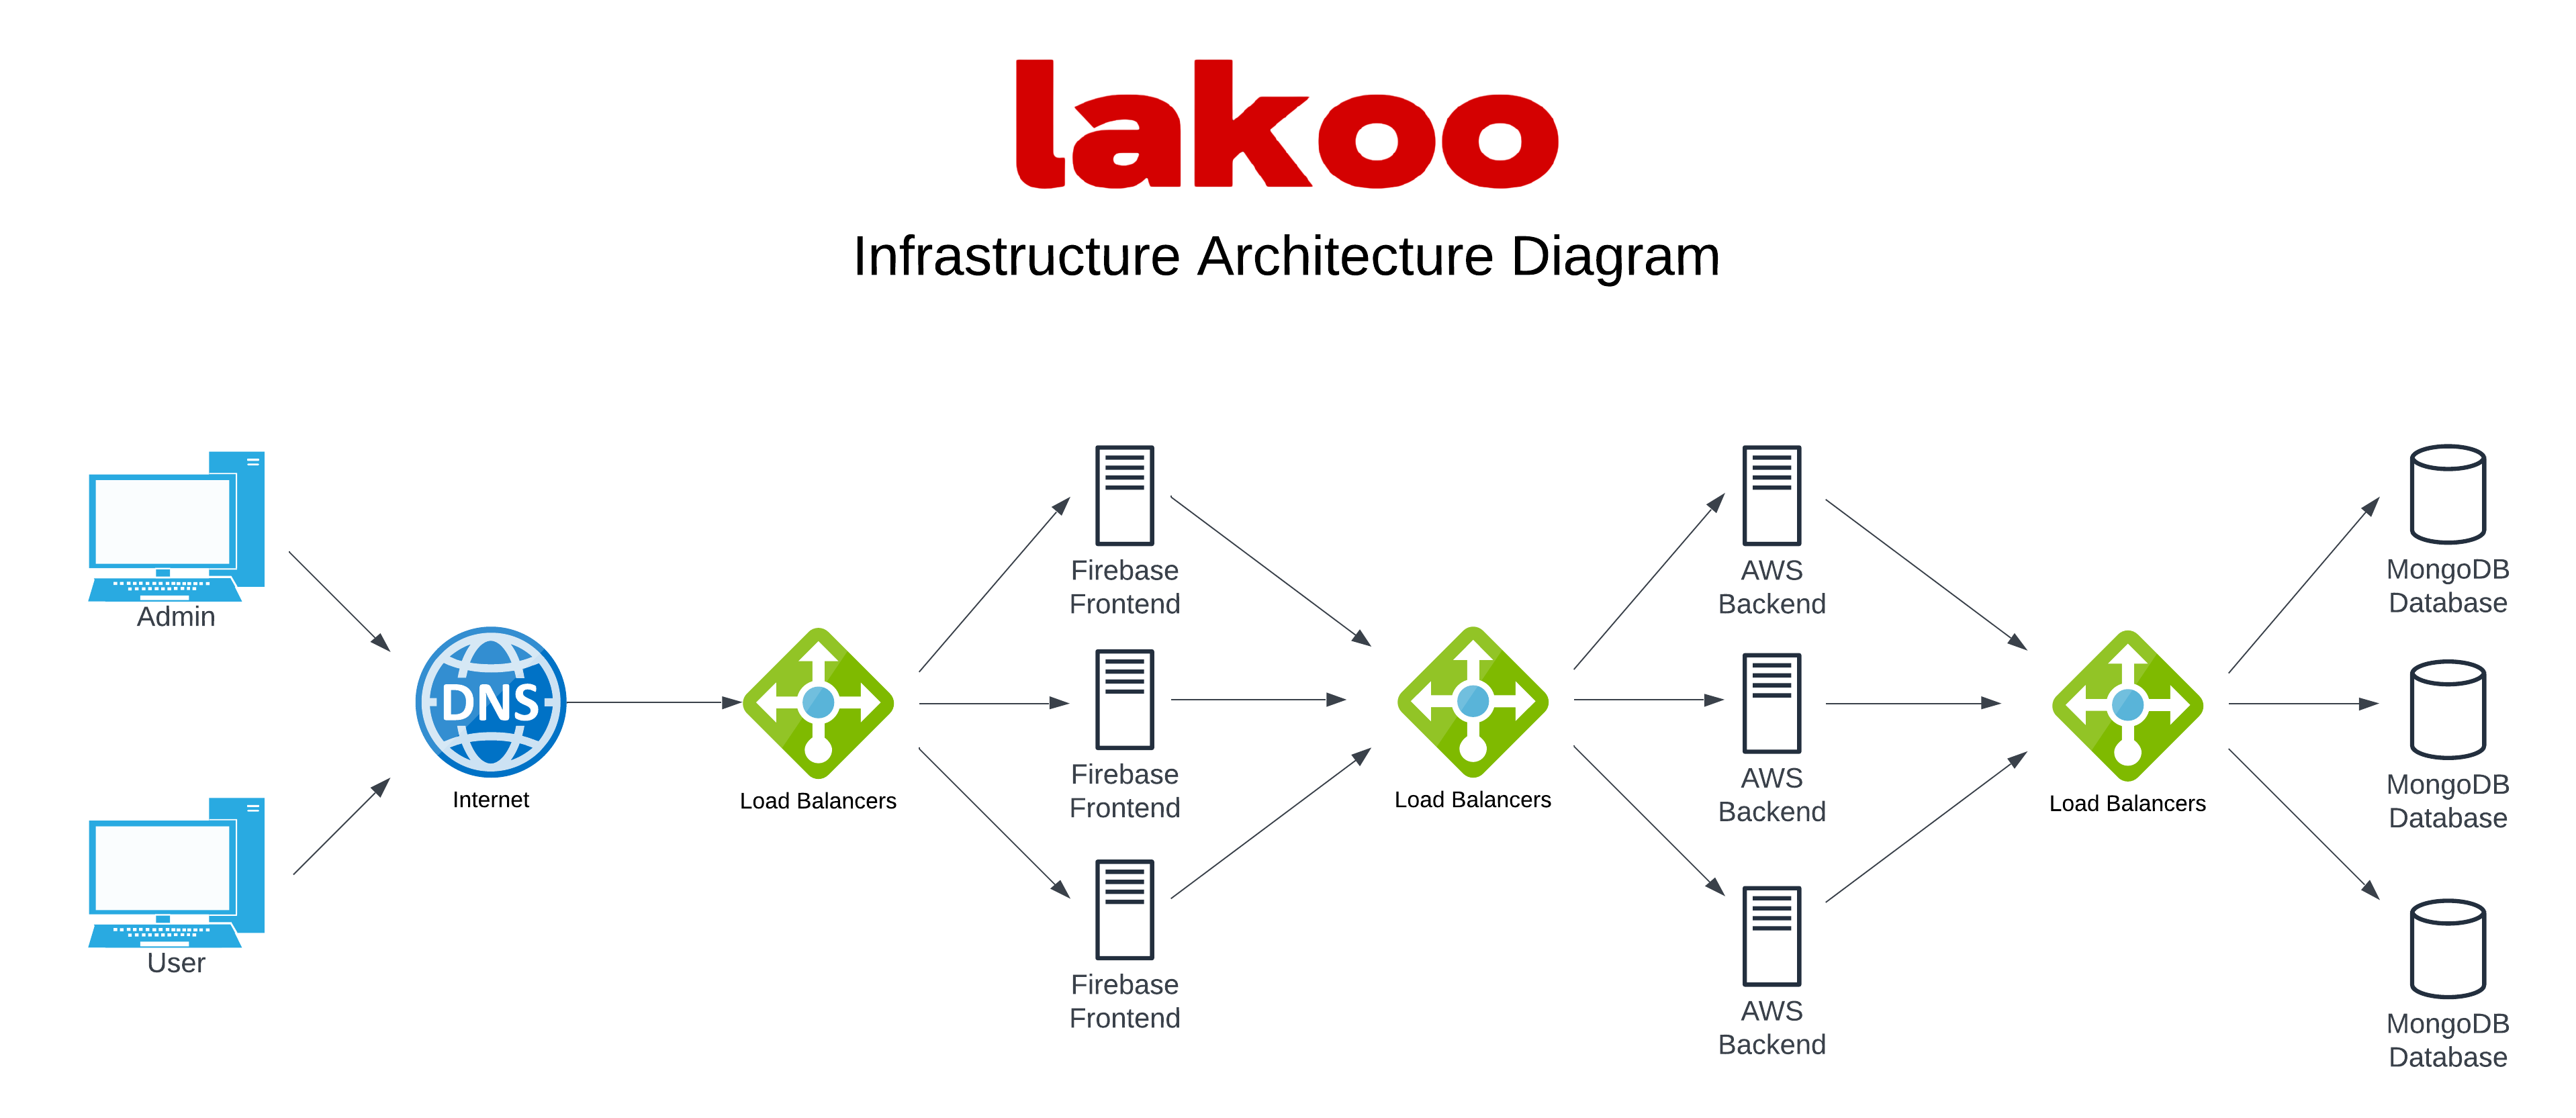 lakoo
Infrastructure Architecture Diagram
Admin
User
DNS
Internet
Load Balancers
Firebase
Frontend
Firebase
Frontend
Firebase
Frontend
Load Balancers
AWS
Backend
AWS
Backend
AWS
Backend
Load Balancers
MongoDB
Database
MongoDB
Database
MongoDB
Database